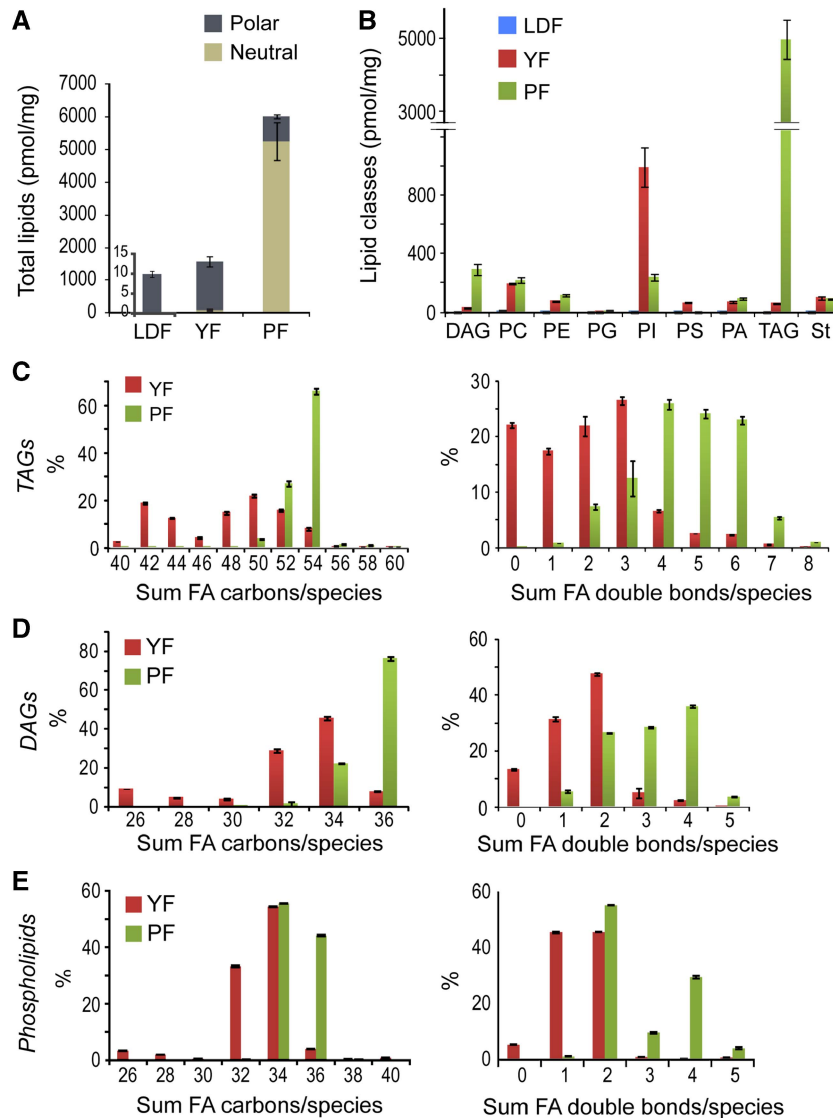 A
Polar
Neutral
Total lipids (pmol/mg)
7000
6000
5000
4000
3000
2000
1000
0
15
10
5
0
LDF YF PF
B
LDF
YF
PF
Lipid classes (pmol/mg)
5000
3000
800
400
0
DAG PC PE PG PI PS PA TAG St
C
TAGs
YF
PF
%
60
40
20
0
40 42 44 46 48 50 52 54 56 58 60
Sum FA carbons/species
%
30
20
10
0
0 1 2 3 4 5 6 7 8
Sum FA double bonds/species
D
DAGs
YF
PF
%
80
60
40
20
0
26 28 30 32 34 36
Sum FA carbons/species
%
60
40
20
0
0 1 2 3 4 5
Sum FA double bonds/species
E
Phospholipids
YF
PF
%
60
40
20
0
26 28 30 32 34 36 38 40
Sum FA carbons/species
%
60
40
20
0
0 1 2 3 4 5
Sum FA double bonds/species